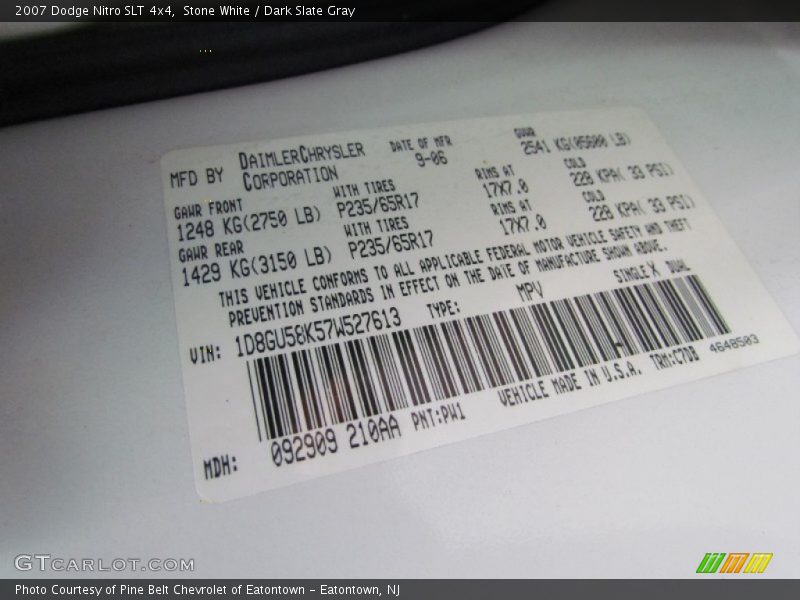 2007 Dodge Nitro SLT 4x4, Stone White / Dark Slate Gray
MFD BY DAIMLERCHRYSLER CORPORATION DATE OF MFR 9-06 GVWR 2541 KG(05600 LB)
GAWR FRONT WITH TIRES RIMS AT COLD
1248 KG(2750 LB) P235/65R17 17X7.0 228 KPA( 33 PSI)
GAWR REAR WITH TIRES RIMS AT COLD
1429 KG(3150 LB) P235/65R17 17X7.0 228 KPA( 33 PSI)
THIS VEHICLE CONFORMS TO ALL APPLICABLE FEDERAL MOTOR VEHICLE SAFETY AND THEFT
PREVENTION STANDARDS IN EFFECT ON THE DATE OF MANUFACTURE SHOWN ABOVE.
VIN: 1D8GU58K57W527613 TYPE: MPV SINGLE X DUAL
MDH: 092909 210AA PNT:PW1 VEHICLE MADE IN U.S.A. TRM:C7DB 4648503
GTCARLOT.COM
Photo Courtesy of Pine Belt Chevrolet of Eatontown – Eatontown, NJ